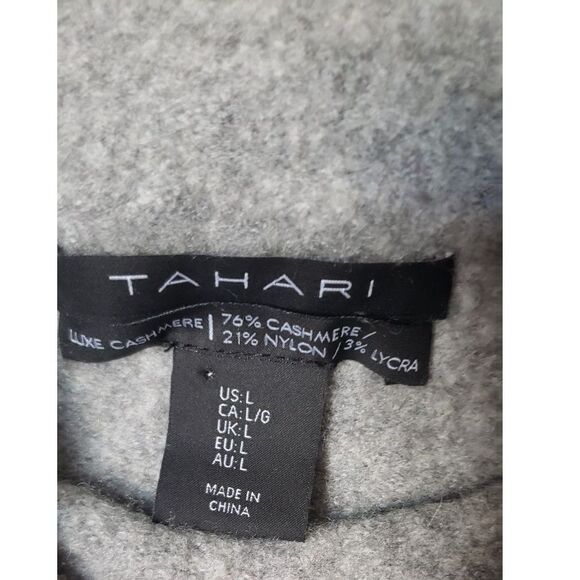 TAHARI
LUXE CASHMERE | 76% CASHMERE/
21% NYLON / 3% LYCRA
US:L
CA:L/G
UK:L
EU:L
AU:L
MADE IN
CHINA